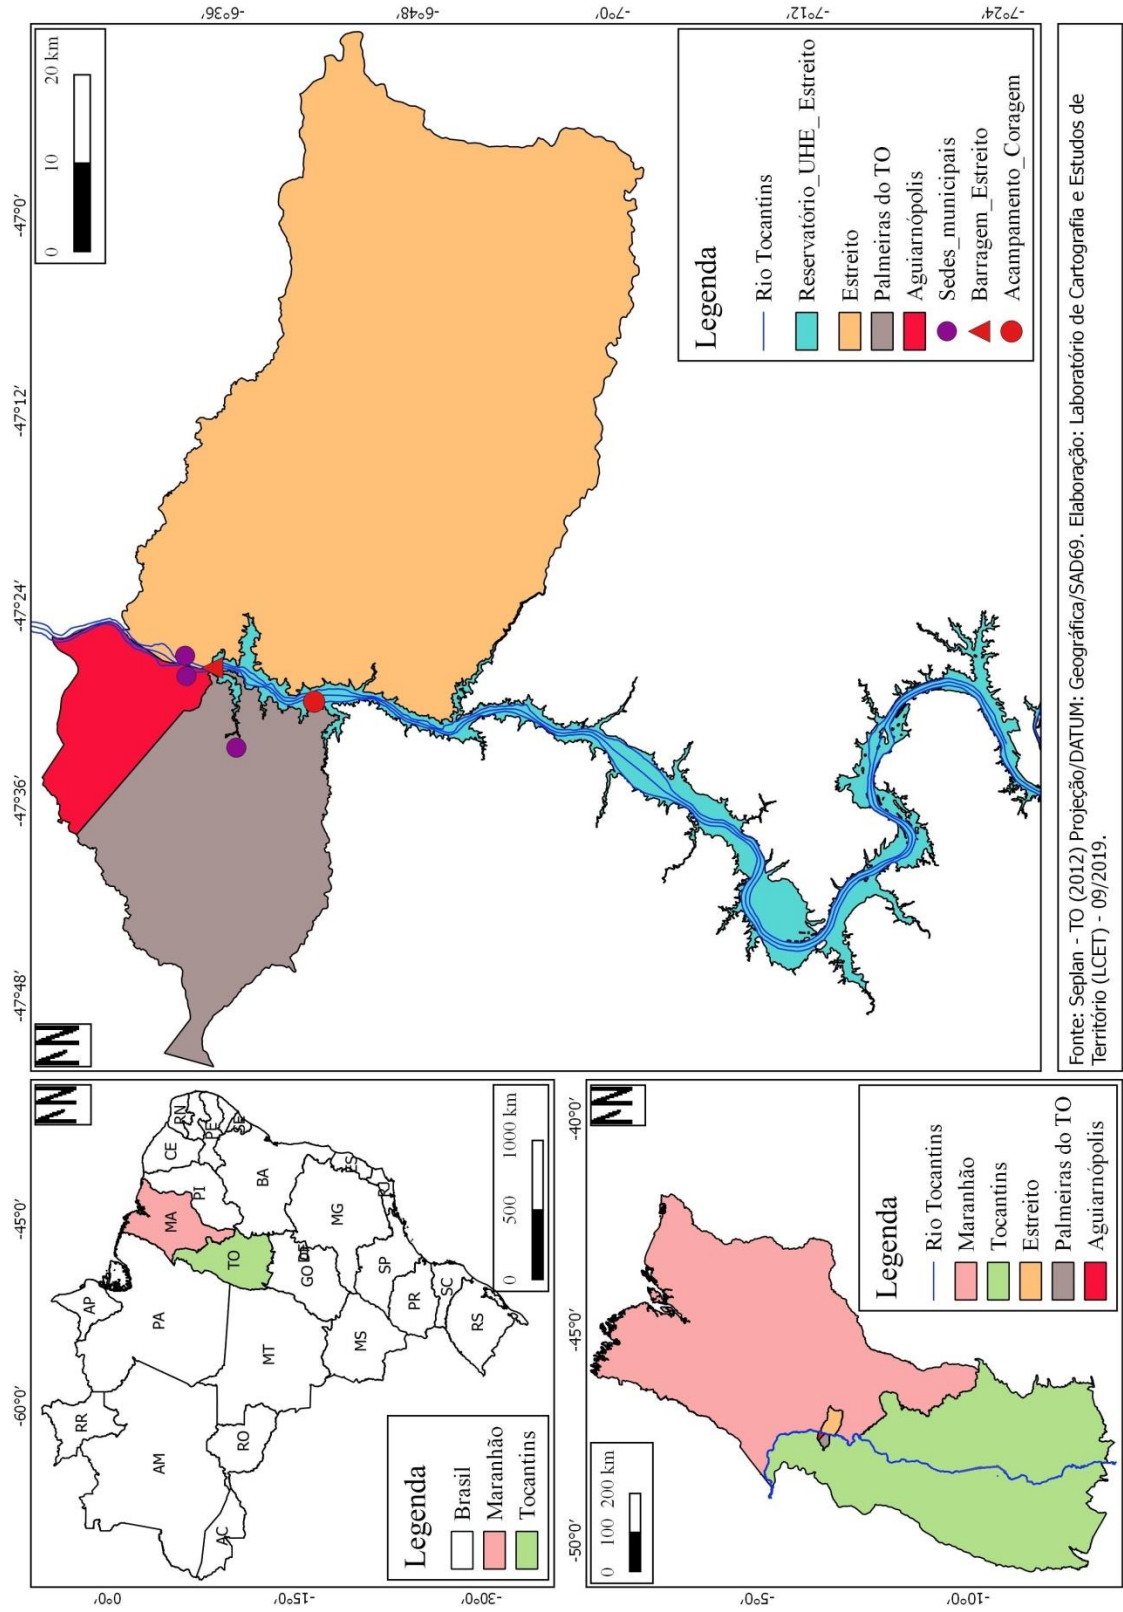 0°0′
-15°0′
-30°0′
-60°0′
-45°0′
RR
AP
AM
PA
AC
RO
MT
TO
MA
PI
CE
RN
PE
SE
BA
GO
DF
MG
ES
RJ
SP
MS
PR
SC
RS
Legenda
Brasil
Maranhão
Tocantins
0 500 1000 km
-50°0′
-45°0′
-40°0′
-5°0′
-10°0′
0 100 200 km
Legenda
Rio Tocantins
Maranhão
Tocantins
Estreito
Palmeiras do TO
Aguiarnópolis
-47°48′
-47°36′
-47°24′
-47°12′
-47°0′
-6°36′
-6°48′
-7°0′
-7°12′
-7°24′
0 10 20 km
Legenda
Rio Tocantins
Reservatório_UHE_ Estreito
Estreito
Palmeiras do TO
Aguiarnópolis
Sedes_municipais
Barragem_Estreito
Acampamento_Coragem
Fonte: Seplan - TO (2012) Projeção/DATUM: Geográfica/SAD69. Elaboração: Laboratório de Cartografia e Estudos de
Território (LCET) - 09/2019.